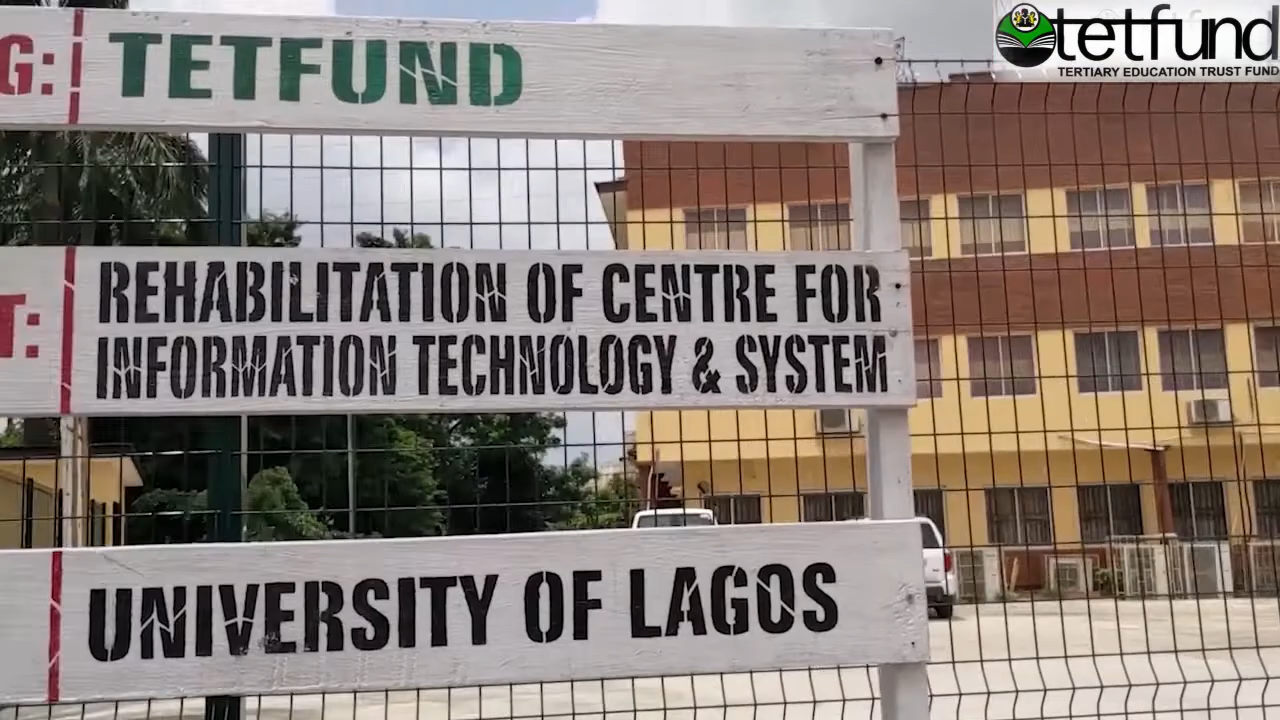 G: TETFUND
tetfund
TERTIARY EDUCATION TRUST FUND
T: REHABILITATION OF CENTRE FOR
INFORMATION TECHNOLOGY & SYSTEM
UNIVERSITY OF LAGOS